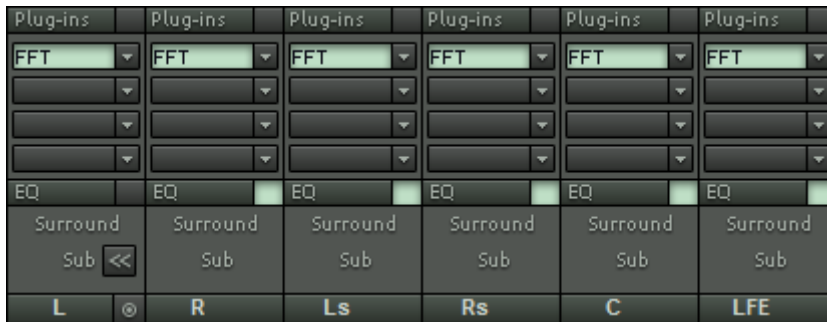 Plug-ins Plug-ins Plug-ins Plug-ins Plug-ins Plug-ins
FFT FFT FFT FFT FFT FFT
EQ EQ EQ EQ EQ EQ
Surround Surround Surround Surround Surround Surround
Sub << Sub Sub Sub Sub Sub
L R Ls Rs C LFE